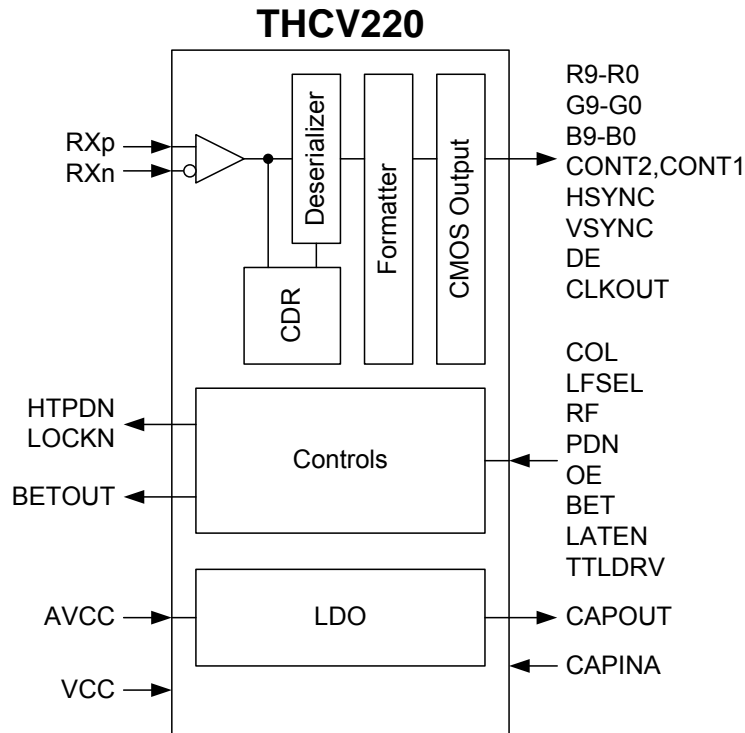 THCV220
RXp
RXn
Deserializer
CDR
Formatter
CMOS Output
R9-R0
G9-G0
B9-B0
CONT2,CONT1
HSYNC
VSYNC
DE
CLKOUT
HTPDN
LOCKN
BETOUT
Controls
COL
LFSEL
RF
PDN
OE
BET
LATEN
TTLDRV
AVCC
VCC
LDO
CAPOUT
CAPINA